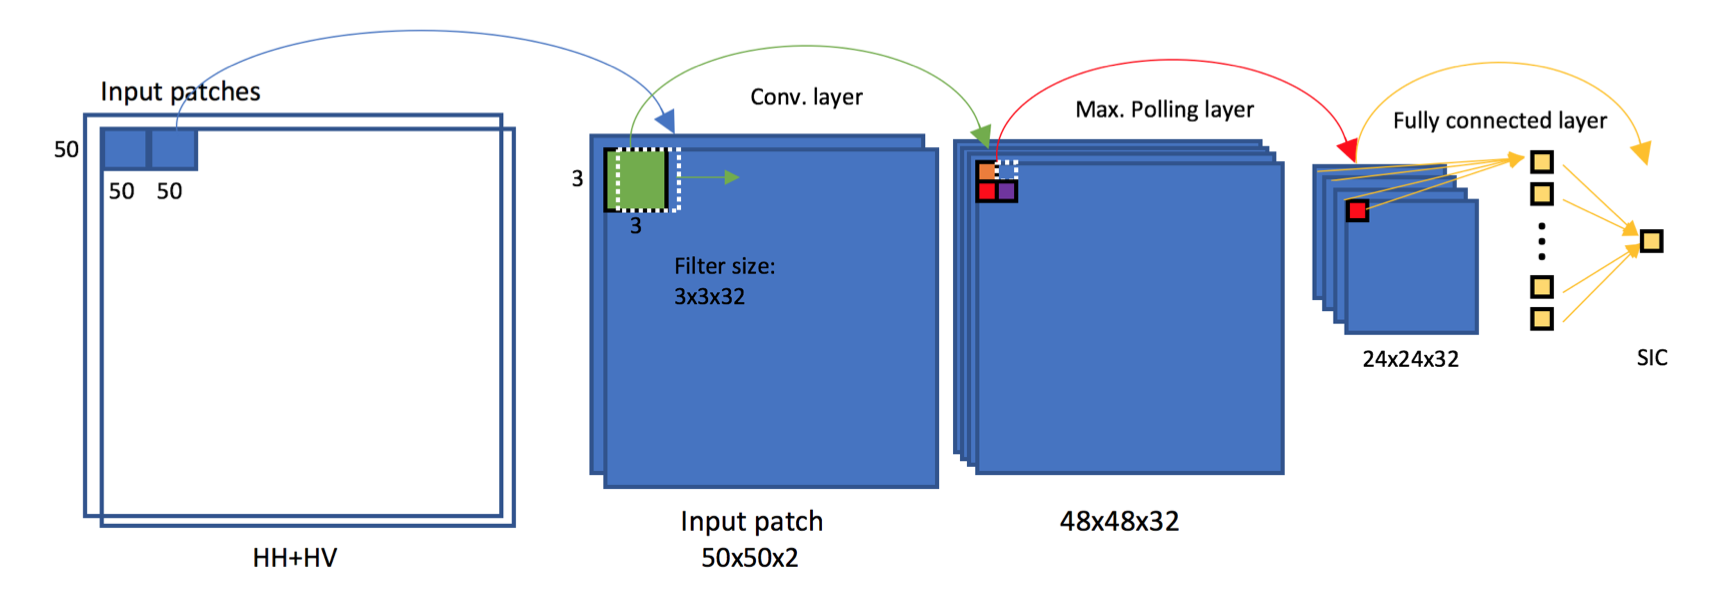 Input patches
50
50
50
HH+HV
Conv. layer
3
3
Filter size:
3x3x32
Input patch
50x50x2
Max. Polling layer
48x48x32
Fully connected layer
24x24x32
SIC